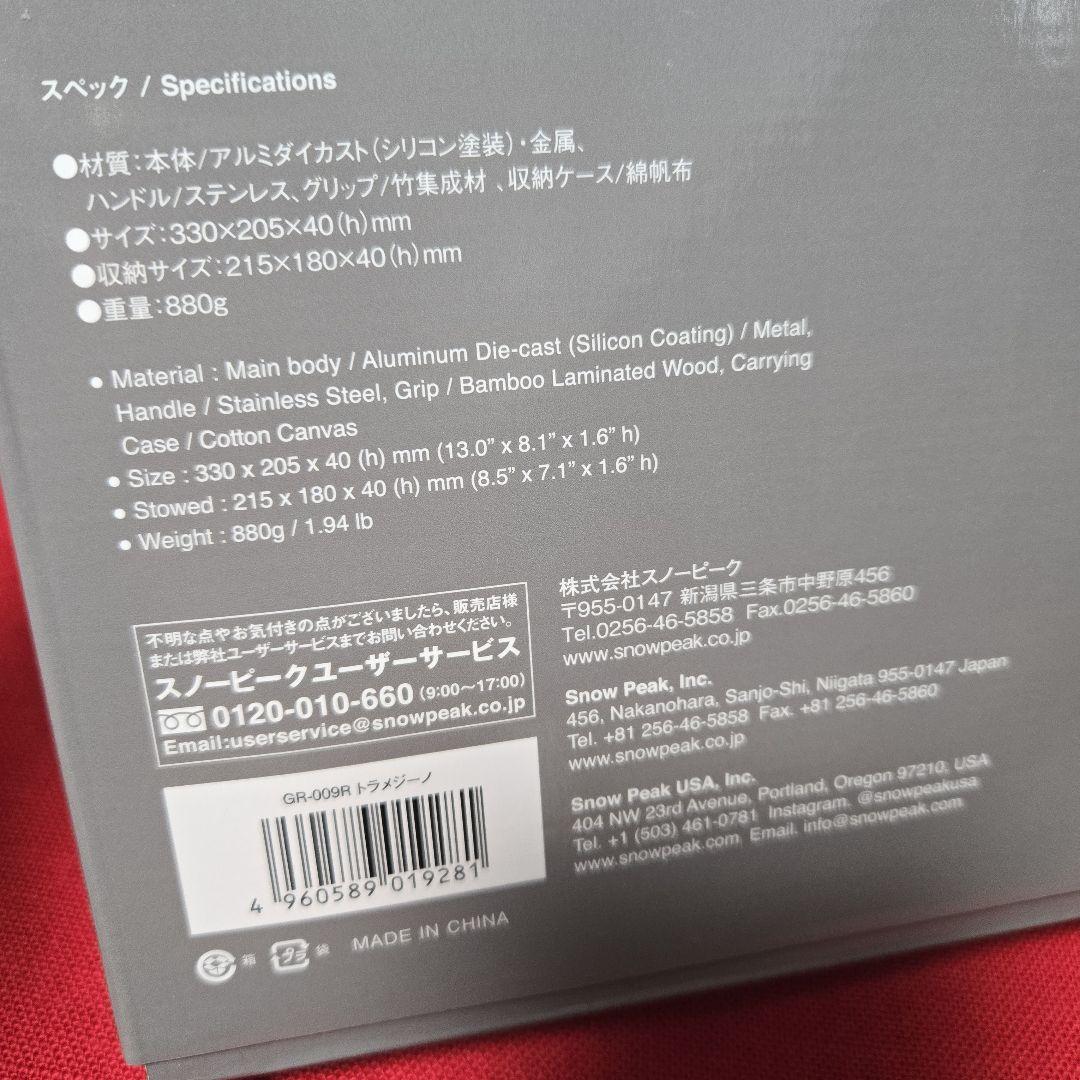 スペック / Specifications
●材質：本体/アルミダイカスト（シリコン塗装）・金属、
ハンドル/ステンレス、グリップ/竹集成材 、収納ケース/綿帆布
●サイズ：330×205×40（h）mm
●収納サイズ：215×180×40（h）mm
●重量：880g
• Material : Main body / Aluminum Die-cast (Silicon Coating) / Metal,
Handle / Stainless Steel, Grip / Bamboo Laminated Wood, Carrying
Case / Cotton Canvas
• Size : 330 x 205 x 40 (h) mm (13.0” x 8.1” x 1.6” h)
• Stowed : 215 x 180 x 40 (h) mm (8.5” x 7.1” x 1.6” h)
• Weight : 880g / 1.94 lb
不明な点やお気付きの点がございましたら、販売店様
または弊社ユーザーサービスまでお問い合わせください。
スノーピークユーザーサービス
0120-010-660（9:00〜17:00）
Email:userservice@snowpeak.co.jp
株式会社スノーピーク
〒955-0147 新潟県三条市中野原456
Tel.0256-46-5858 Fax.0256-46-5860
www.snowpeak.co.jp
Snow Peak, Inc.
456, Nakanohara, Sanjo-Shi, Niigata 955-0147 Japan
Tel. +81 256-46-5858 Fax. +81 256-46-5860
www.snowpeak.co.jp
Snow Peak USA, Inc.
404 NW 23rd Avenue, Portland, Oregon 97210, USA
Tel. +1 (503) 461-0781 Instagram. @snowpeakusa
www.snowpeak.com Email. info@snowpeak.com
GR-009R トラメジーノ
4 960589 019281
箱 プラ 袋 MADE IN CHINA